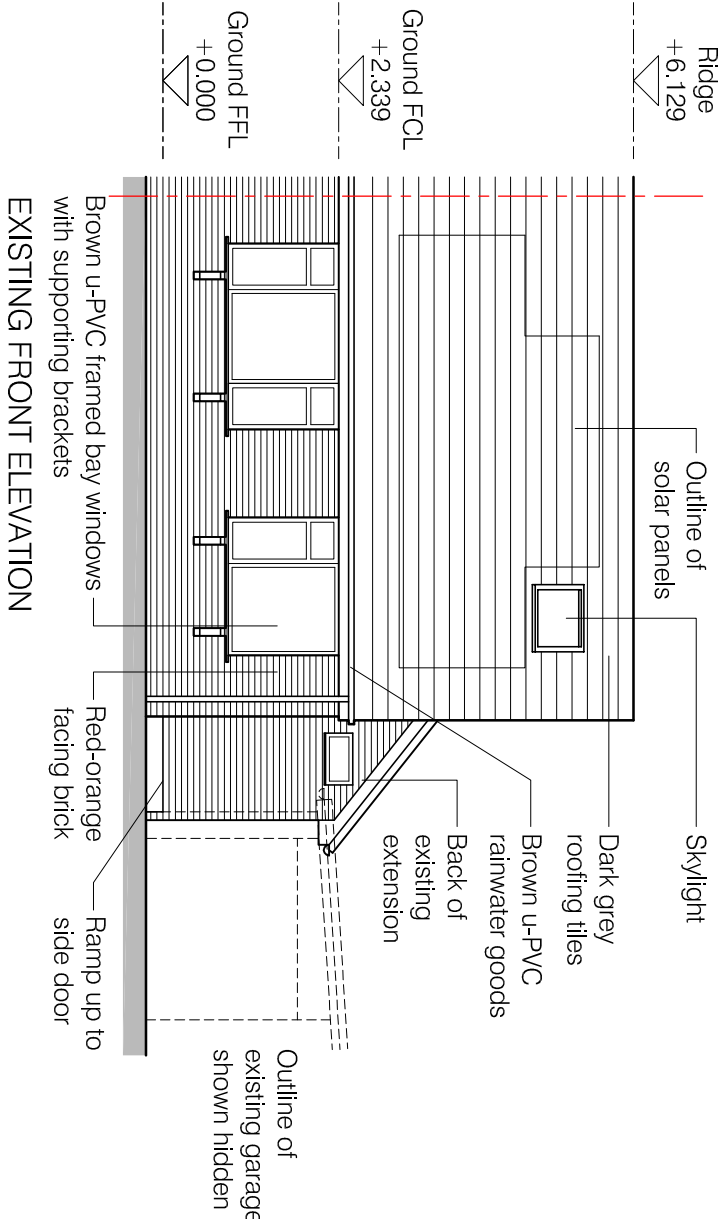 Ridge
+6.129
Ground FCL
+2.339
Ground FFL
+0.000
Outline of
solar panels
Skylight
Dark grey
roofing tiles
Brown u-PVC
rainwater goods
Back of
existing
extension
Outline of
existing garage
shown hidden
Brown u-PVC framed bay windows
with supporting brackets
Red-orange
facing brick
Ramp up to
side door
EXISTING FRONT ELEVATION